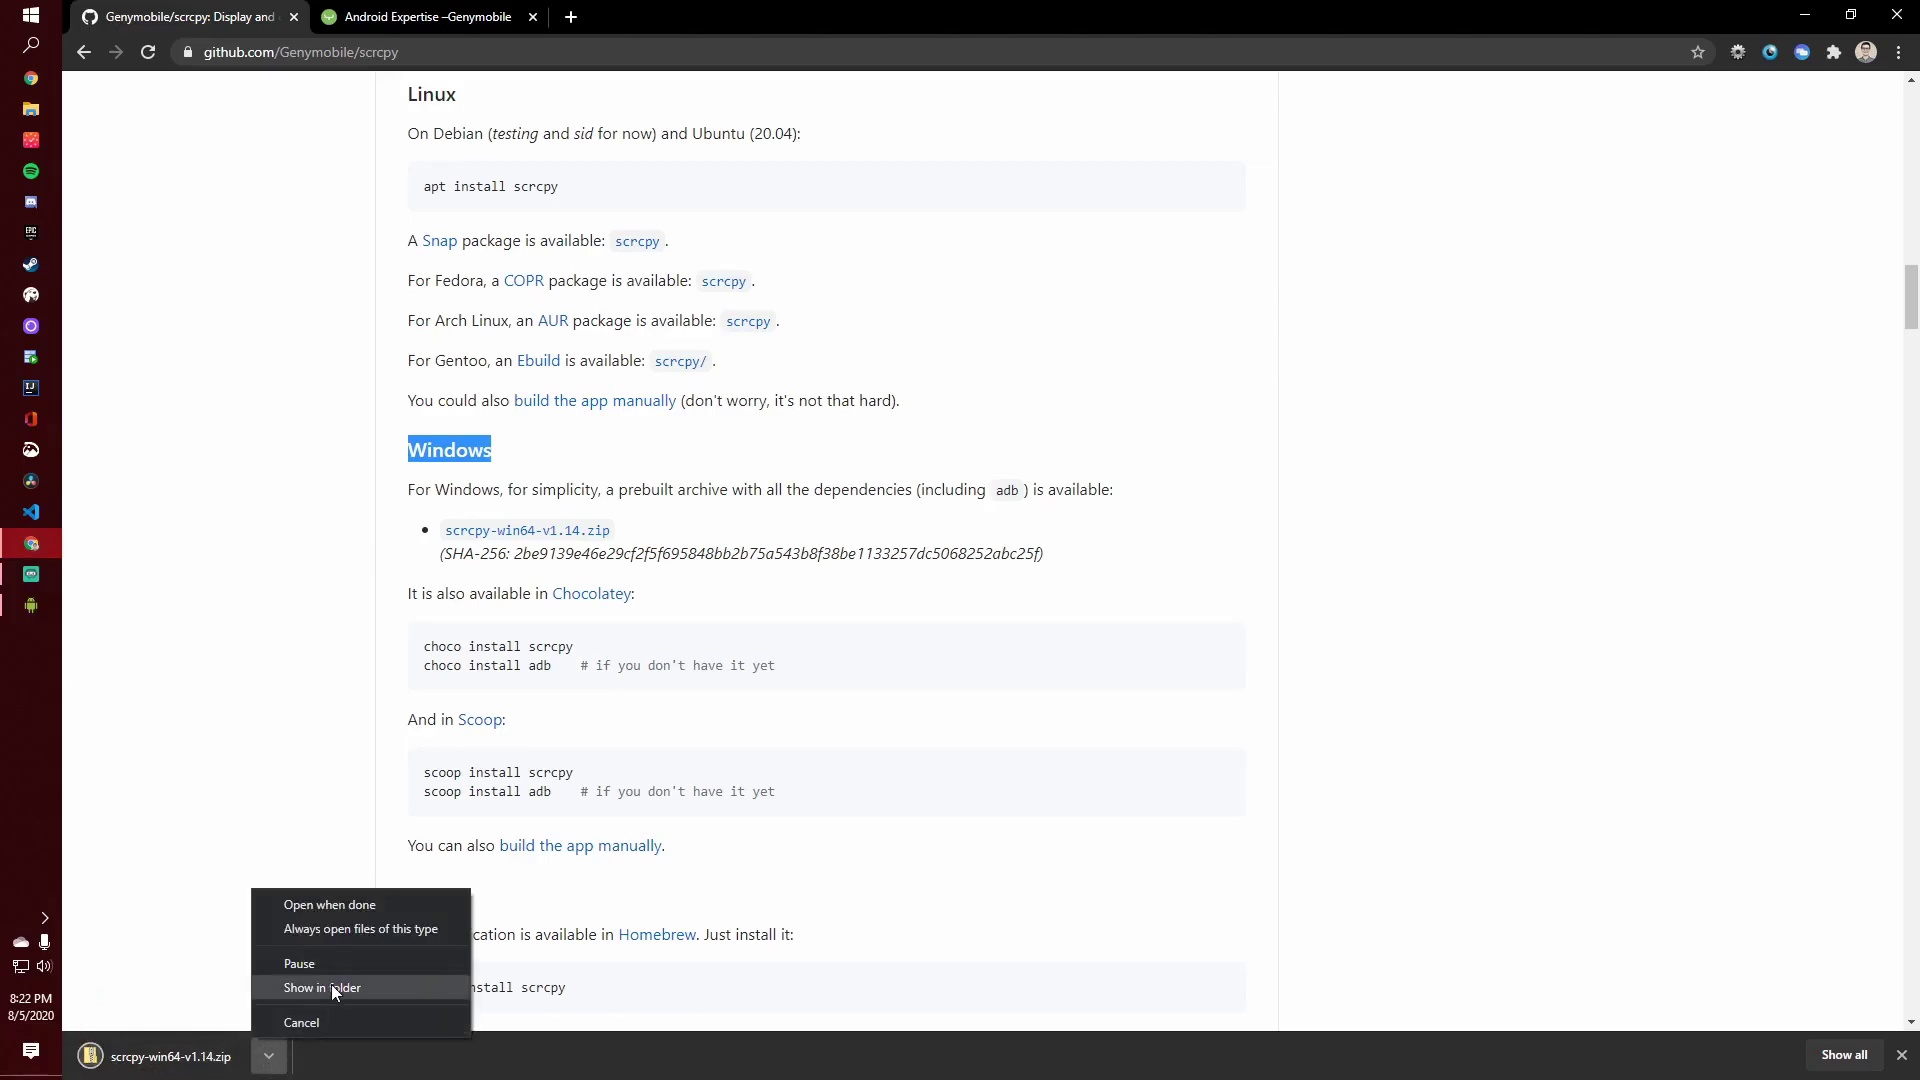 Genymobile/scrcpy: Display and
Android Expertise –Genymobile
github.com/Genymobile/scrcpy
Linux
On Debian (testing and sid for now) and Ubuntu (20.04):
apt install scrcpy
A Snap package is available: scrcpy .
For Fedora, a COPR package is available: scrcpy .
For Arch Linux, an AUR package is available: scrcpy .
For Gentoo, an Ebuild is available: scrcpy/ .
You could also build the app manually (don't worry, it's not that hard).
Windows
For Windows, for simplicity, a prebuilt archive with all the dependencies (including adb ) is available:
scrcpy-win64-v1.14.zip
(SHA-256: 2be9139e46e29cf2f5f695848bb2b75a543b8f38be1133257dc5068252abc25f)
It is also available in Chocolatey:
choco install scrcpy
choco install adb    # if you don't have it yet
And in Scoop:
scoop install scrcpy
scoop install adb    # if you don't have it yet
You can also build the app manually.
cation is available in Homebrew. Just install it:
nstall scrcpy
Open when done
Always open files of this type
Pause
Show in folder
Cancel
EPIC
IJ
8:22 PM
8/5/2020
scrcpy-win64-v1.14.zip
Show all